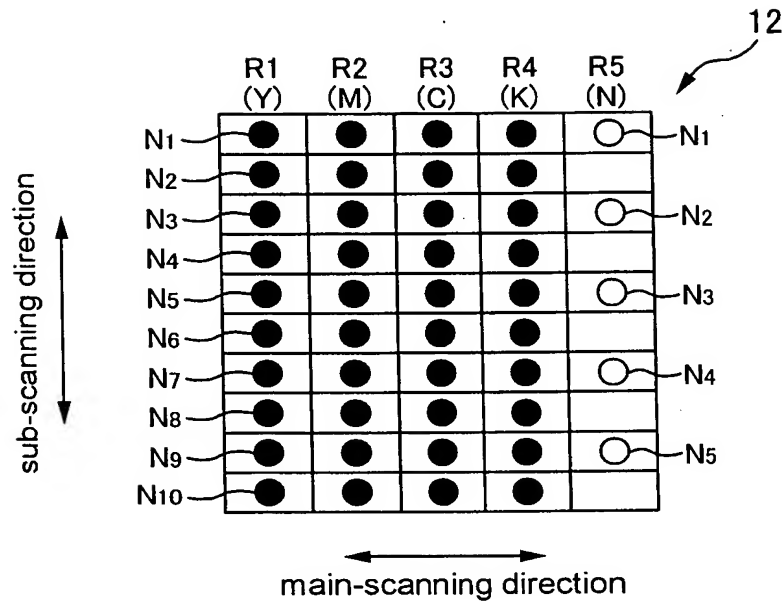 12
R1 R2 R3 R4 R5
(Y) (M) (C) (K) (N)
N1 N1
N2
N3 N2
N4
N5 N3
N6
N7 N4
N8
N9 N5
N10
sub-scanning direction
main-scanning direction